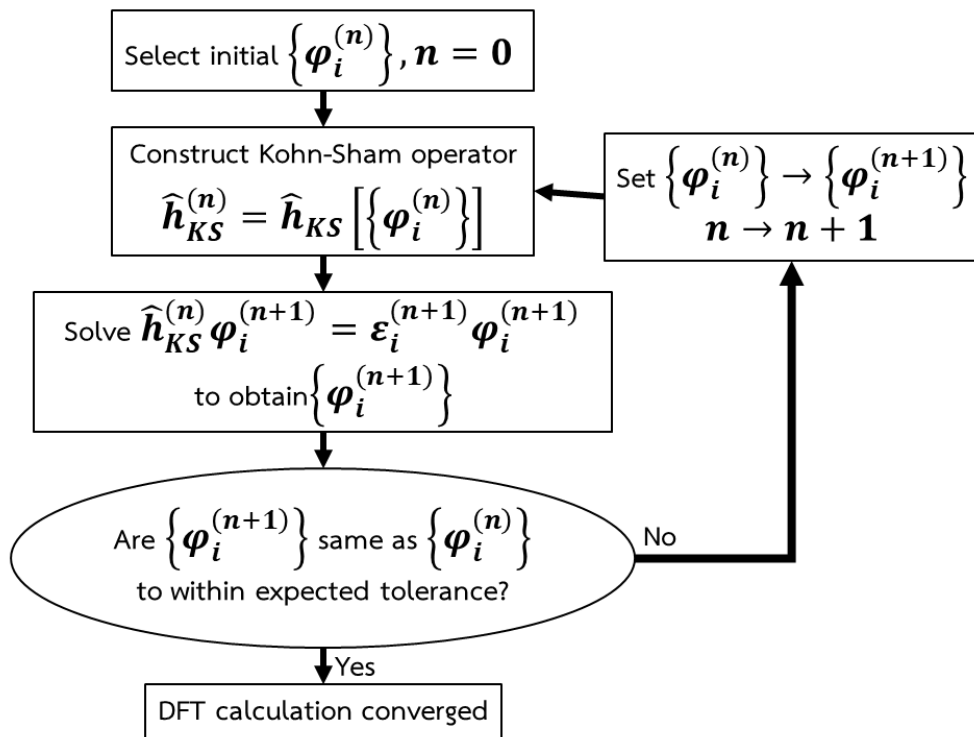 Select initial {φ_i^(n)}, n = 0
Construct Kohn-Sham operator
ĥ_KS^(n) = ĥ_KS [{φ_i^(n)}]
Set {φ_i^(n)} → {φ_i^(n+1)}
n → n + 1
Solve ĥ_KS^(n) φ_i^(n+1) = ε_i^(n+1) φ_i^(n+1)
to obtain {φ_i^(n+1)}
Are {φ_i^(n+1)} same as {φ_i^(n)}
to within expected tolerance?
No
Yes
DFT calculation converged